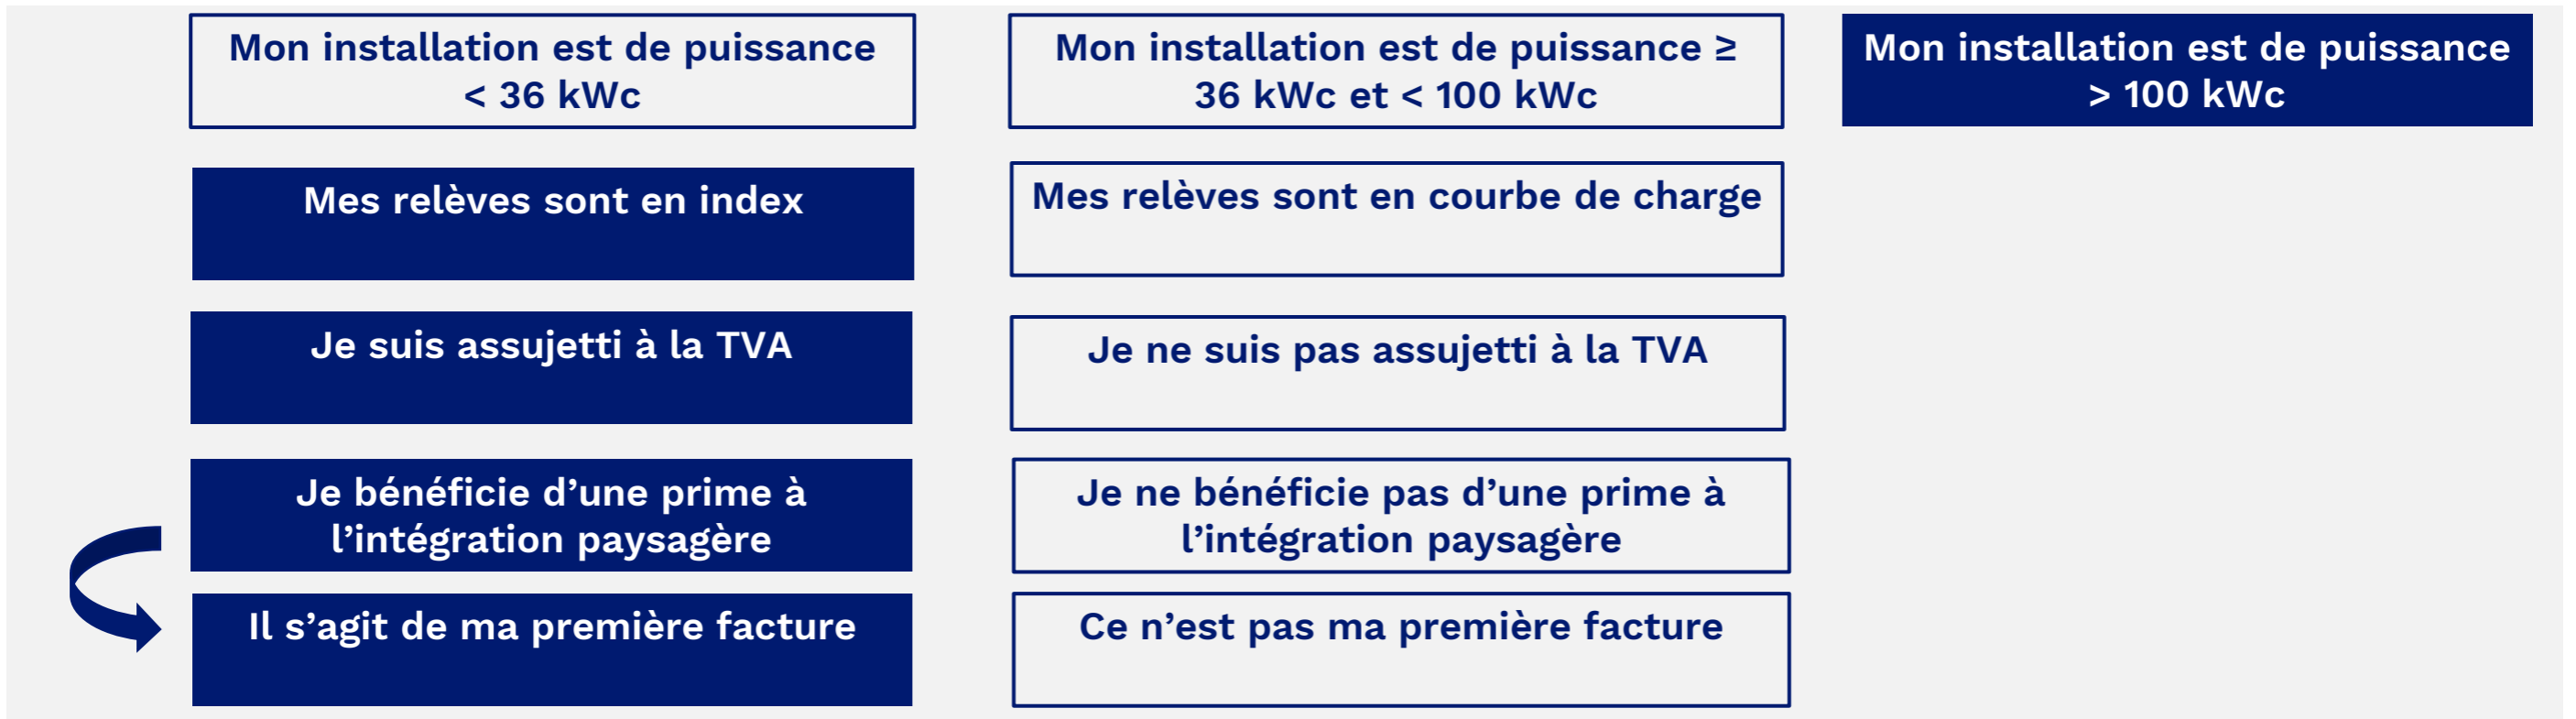 Mon installation est de puissance
< 36 kWc
Mon installation est de puissance ≥
36 kWc et < 100 kWc
Mon installation est de puissance
> 100 kWc
Mes relèves sont en index
Mes relèves sont en courbe de charge
Je suis assujetti à la TVA
Je ne suis pas assujetti à la TVA
Je bénéficie d’une prime à
l’intégration paysagère
Je ne bénéficie pas d’une prime à
l’intégration paysagère
Il s’agit de ma première facture
Ce n’est pas ma première facture